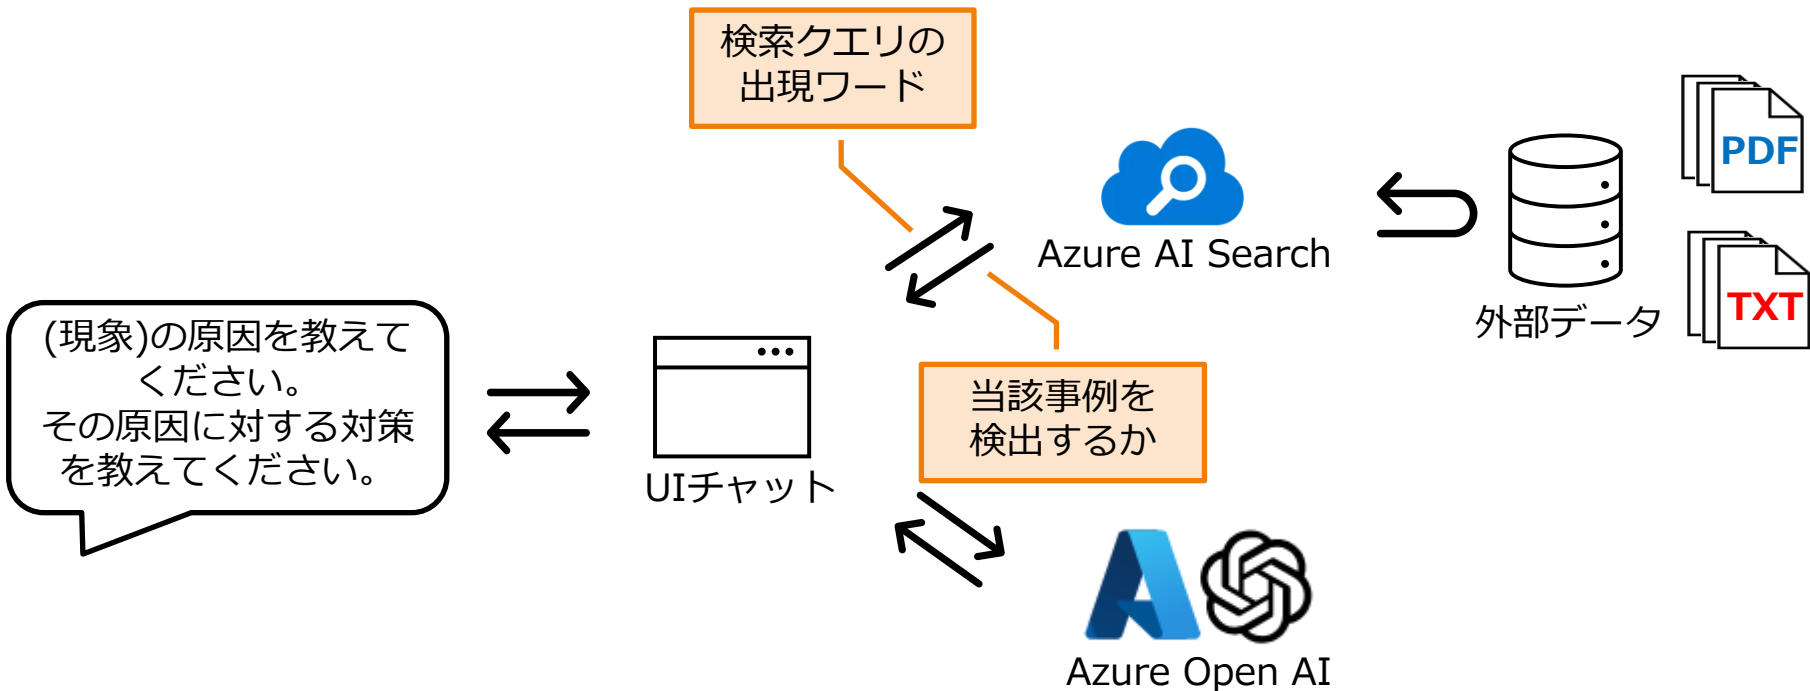 検索クエリの
出現ワード
PDF
Azure AI Search
外部データ
TXT
(現象)の原因を教えて
ください。
その原因に対する対策
を教えてください。
UIチャット
当該事例を
検出するか
Azure Open AI